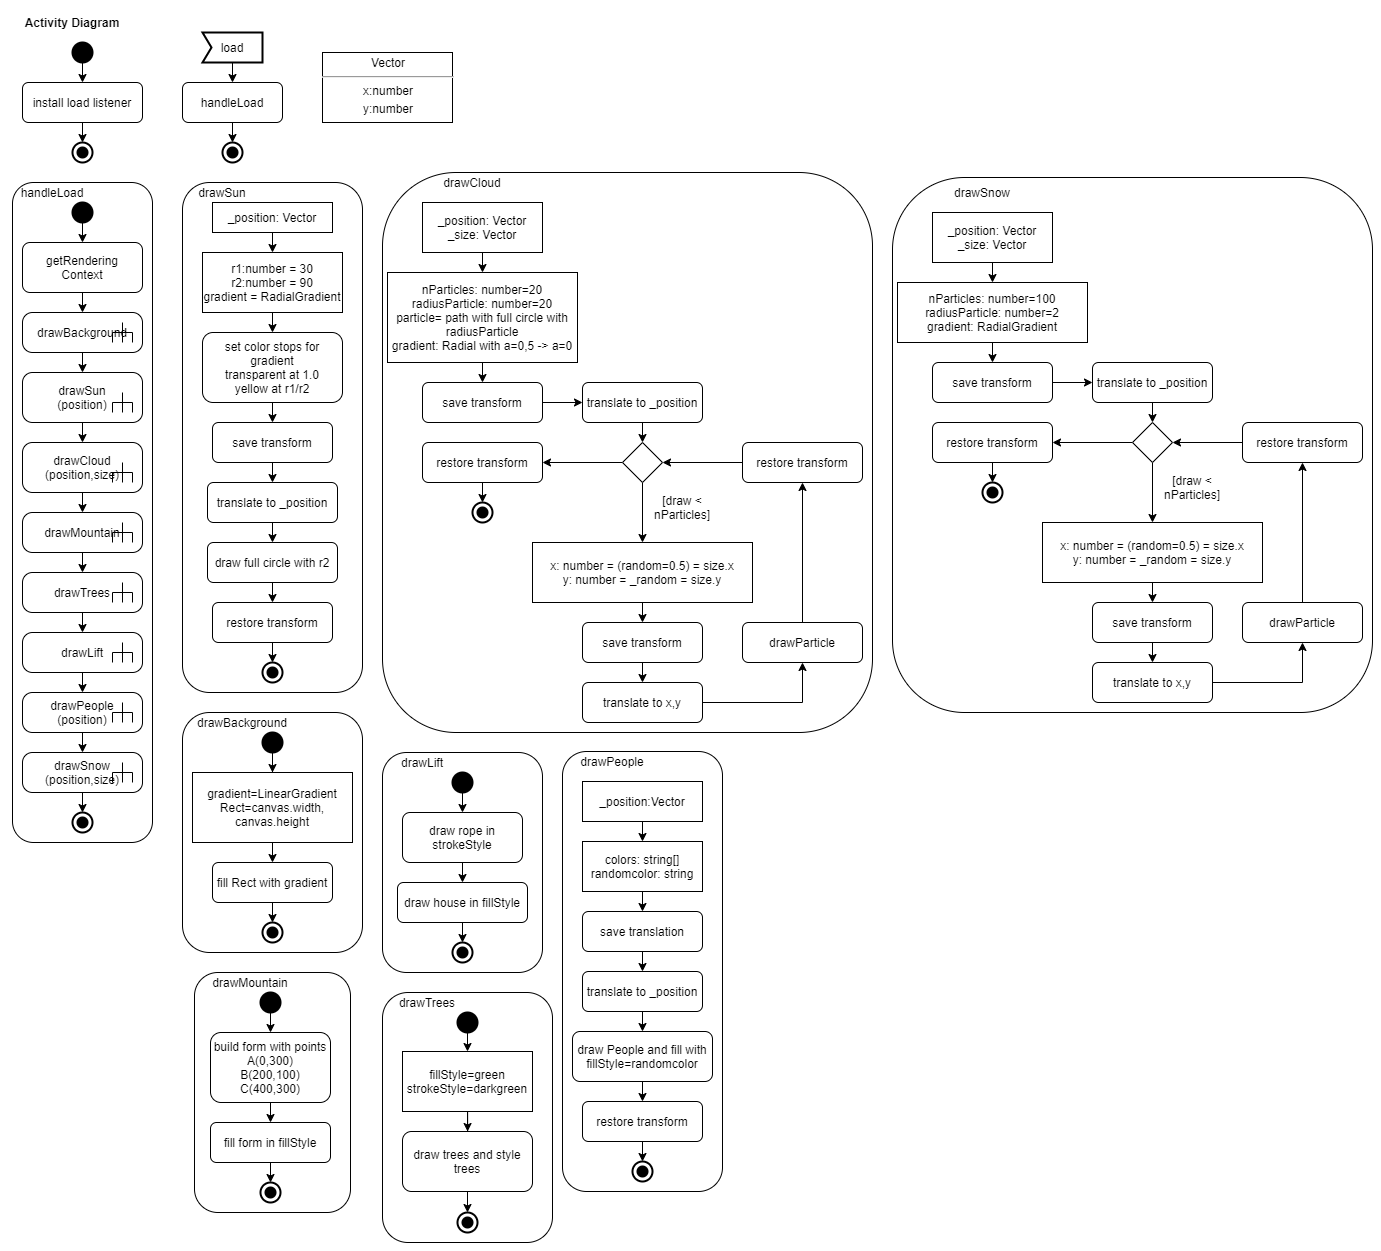 Activity Diagram
install load listener
load
handleLoad
Vector
x:number
y:number
handleLoad
getRendering
Context
drawBackground
drawSun
(position)
drawCloud
(position,size)
drawMountain
drawTrees
drawLift
drawPeople
(position)
drawSnow
(position,size)
drawSun
_position: Vector
r1:number = 30
r2:number = 90
gradient = RadialGradient
set color stops for
gradient
transparent at 1.0
yellow at r1/r2
save transform
translate to _position
draw full circle with r2
restore transform
drawCloud
_position: Vector
_size: Vector
nParticles: number=20
radiusParticle: number=20
particle= path with full circle with
radiusParticle
gradient: Radial with a=0,5 -> a=0
save transform
translate to _position
restore transform
restore transform
[draw <
nParticles]
x: number = (random=0.5) = size.x
y: number = _random = size.y
save transform
drawParticle
translate to x,y
drawSnow
_position: Vector
_size: Vector
nParticles: number=100
radiusParticle: number=2
gradient: RadialGradient
save transform
translate to _position
restore transform
restore transform
[draw <
nParticles]
x: number = (random=0.5) = size.x
y: number = _random = size.y
save transform
drawParticle
translate to x,y
drawBackground
gradient=LinearGradient
Rect=canvas.width,
canvas.height
fill Rect with gradient
drawLift
draw rope in
strokeStyle
draw house in fillStyle
drawPeople
_position:Vector
colors: string[]
randomcolor: string
save translation
translate to _position
draw People and fill with
fillStyle=randomcolor
restore transform
drawMountain
build form with points
A(0,300)
B(200,100)
C(400,300)
fill form in fillStyle
drawTrees
fillStyle=green
strokeStyle=darkgreen
draw trees and style
trees